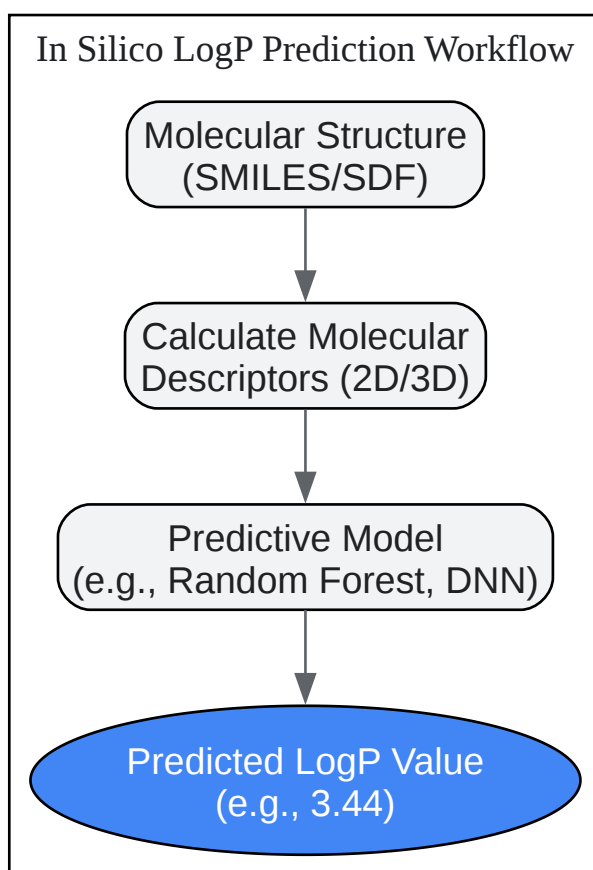 In Silico LogP Prediction Workflow
Molecular Structure
(SMILES/SDF)
Calculate Molecular
Descriptors (2D/3D)
Predictive Model
(e.g., Random Forest, DNN)
Predicted LogP Value
(e.g., 3.44)